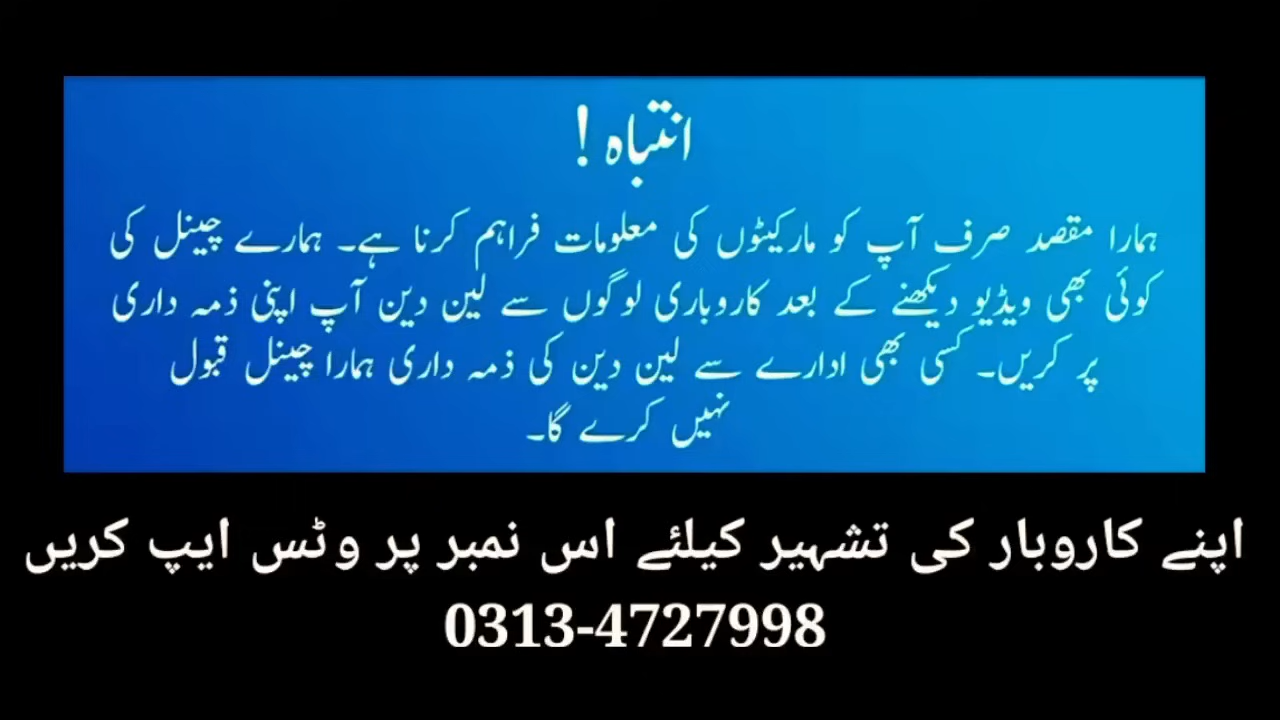 انتباہ !
ہمارا مقصد صرف آپ کو مارکیٹوں کی معلومات فراہم کرنا ہے۔ ہمارے چینل کی
کوئی بھی ویڈیو دیکھنے کے بعد کاروباری لوگوں سے لین دین آپ اپنی ذمہ داری
پر کریں۔ کسی بھی ادارے سے لین دین کی ذمہ داری ہمارا چینل قبول
نہیں کرے گا۔
اپنے کاروبار کی تشہیر کیلئے اس نمبر پر وٹس ایپ کریں
0313-4727998